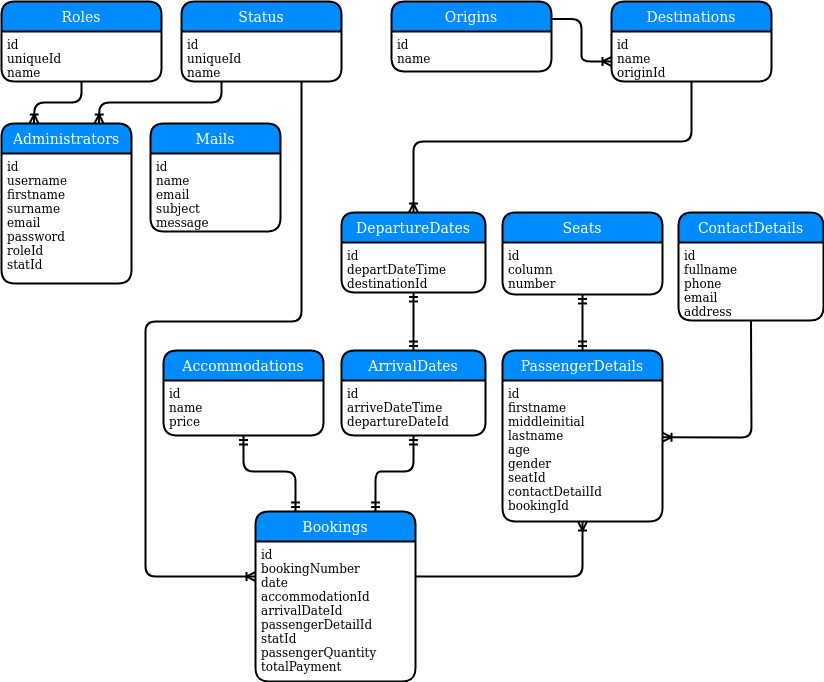 Roles
id
uniqueId
name
Status
id
uniqueId
name
Origins
id
name
Destinations
id
name
originId
Administrators
id
username
firstname
surname
email
password
roleId
statId
Mails
id
name
email
subject
message
DepartureDates
id
departDateTime
destinationId
Seats
id
column
number
ContactDetails
id
fullname
phone
email
address
Accommodations
id
name
price
ArrivalDates
id
arriveDateTime
departureDateId
PassengerDetails
id
firstname
middleinitial
lastname
age
gender
seatId
contactDetailId
bookingId
Bookings
id
bookingNumber
date
accommodationId
arrivalDateId
passengerDetailId
statId
passengerQuantity
totalPayment